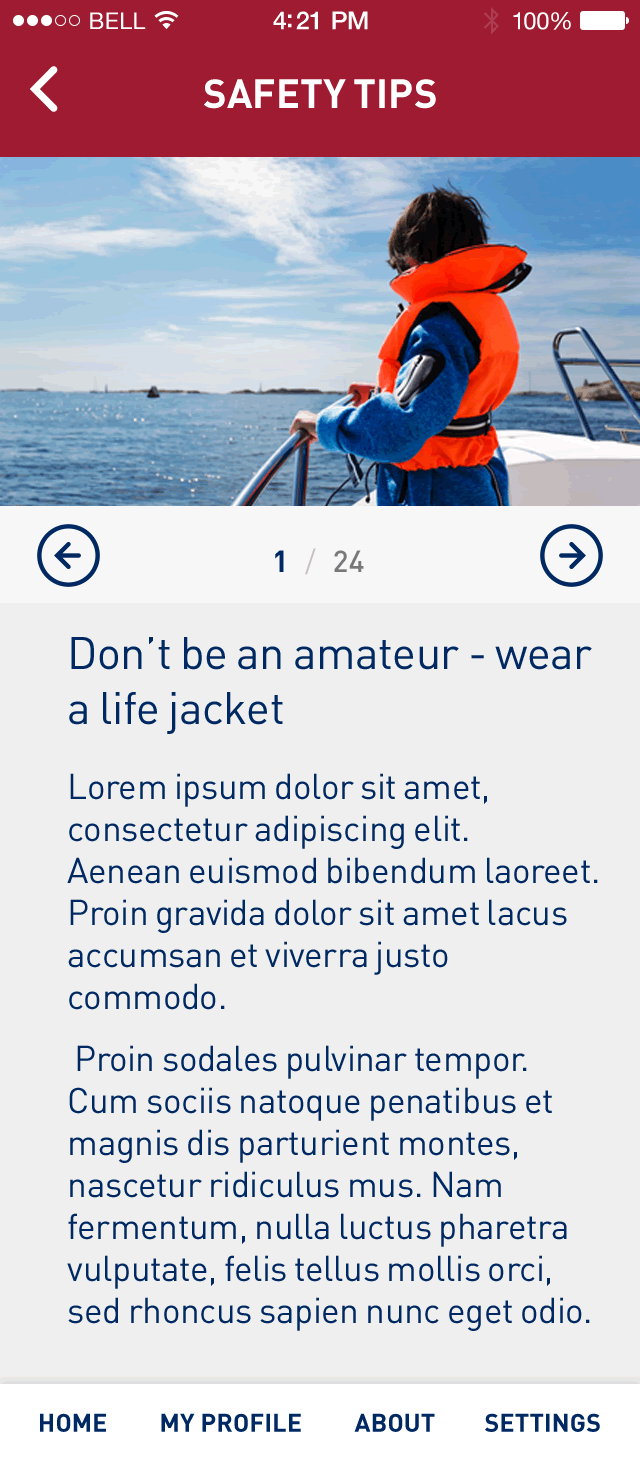 BELL 4:21 PM 100%
SAFETY TIPS
1 / 24
Don't be an amateur - wear
a life jacket
Lorem ipsum dolor sit amet,
consectetur adipiscing elit.
Aenean euismod bibendum laoreet.
Proin gravida dolor sit amet lacus
accumsan et viverra justo
commodo.
Proin sodales pulvinar tempor.
Cum sociis natoque penatibus et
magnis dis parturient montes,
nascetur ridiculus mus. Nam
fermentum, nulla luctus pharetra
vulputate, felis tellus mollis orci,
sed rhoncus sapien nunc eget odio.
HOME MY PROFILE ABOUT SETTINGS